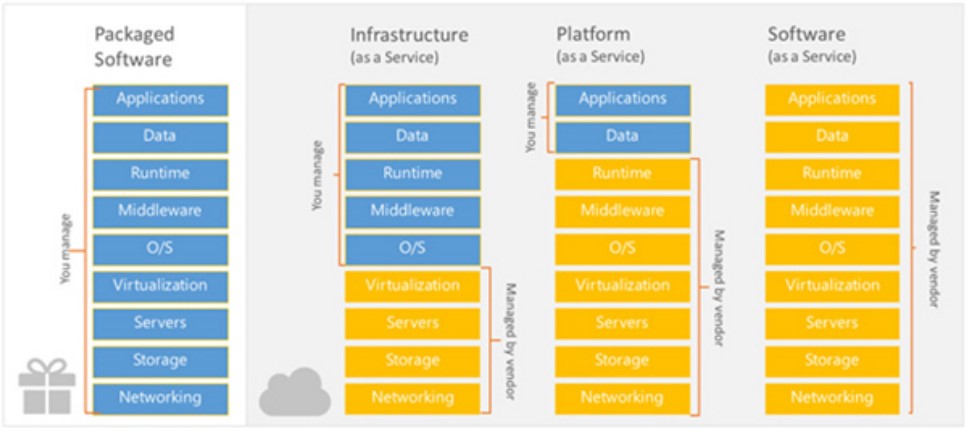 Packaged
Software
You manage
Applications
Data
Runtime
Middleware
O/S
Virtualization
Servers
Storage
Networking
Infrastructure
(as a Service)
You manage
Applications
Data
Runtime
Middleware
O/S
Virtualization
Servers
Storage
Networking
Managed by vendor
Platform
(as a Service)
You manage
Applications
Data
Runtime
Middleware
O/S
Virtualization
Servers
Storage
Networking
Managed by vendor
Software
(as a Service)
Applications
Data
Runtime
Middleware
O/S
Virtualization
Servers
Storage
Networking
Managed by vendor